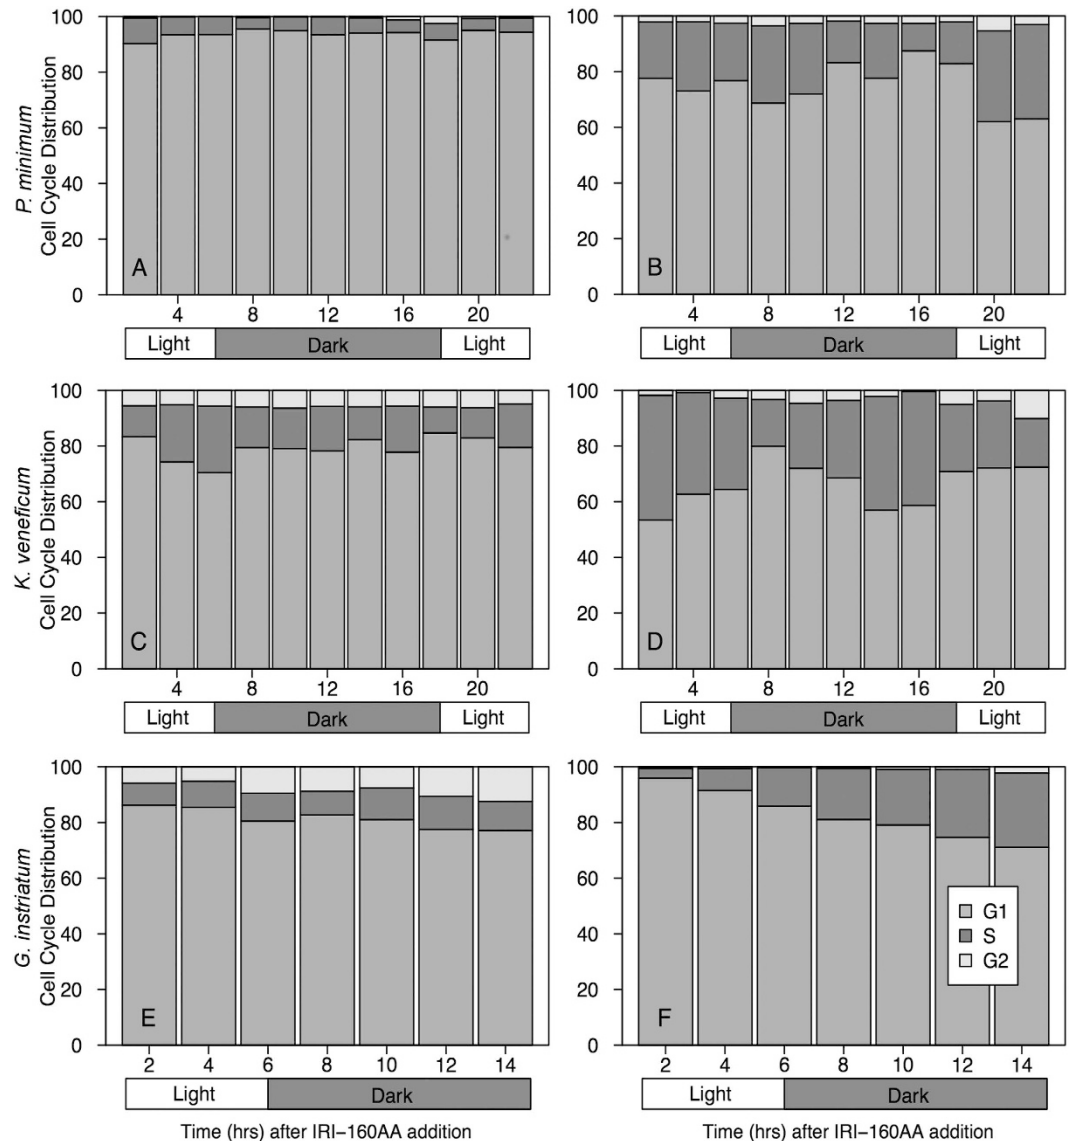 P. minimum
Cell Cycle Distribution
100
80
60
40
20
0
A
4 8 12 16 20
Light Dark Light
100
80
60
40
20
0
B
4 8 12 16 20
Light Dark Light
K. veneficum
Cell Cycle Distribution
100
80
60
40
20
0
C
4 8 12 16 20
Light Dark Light
100
80
60
40
20
0
D
4 8 12 16 20
Light Dark Light
G. instriatum
Cell Cycle Distribution
100
80
60
40
20
0
E
2 4 6 8 10 12 14
Light Dark
Time (hrs) after IRI−160AA addition
100
80
60
40
20
0
F
G1
S
G2
2 4 6 8 10 12 14
Light Dark
Time (hrs) after IRI−160AA addition